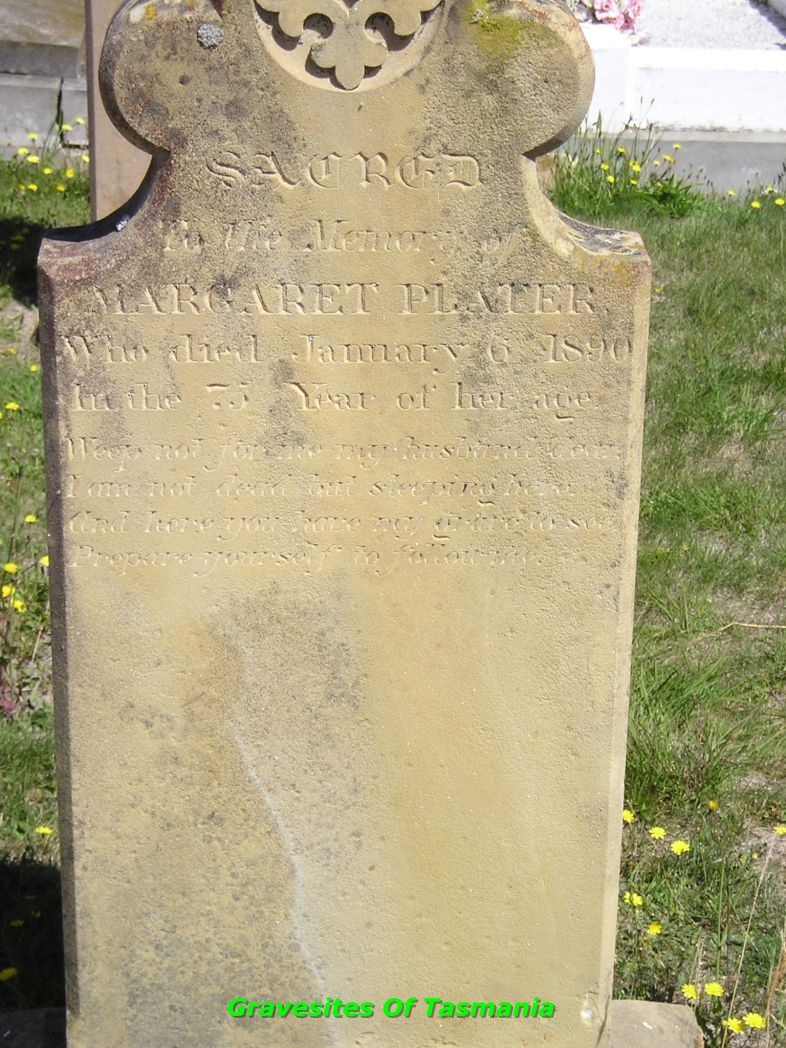 SACRED
To the Memory of
MARGARET PLAYER,
Who died January 6 1890
In the 75 Year of her age.
Weep not for me my husband dear,
I am not dead but sleeping here,
And here you have my grave to see
Prepare yourself to follow me.
Gravesites Of Tasmania